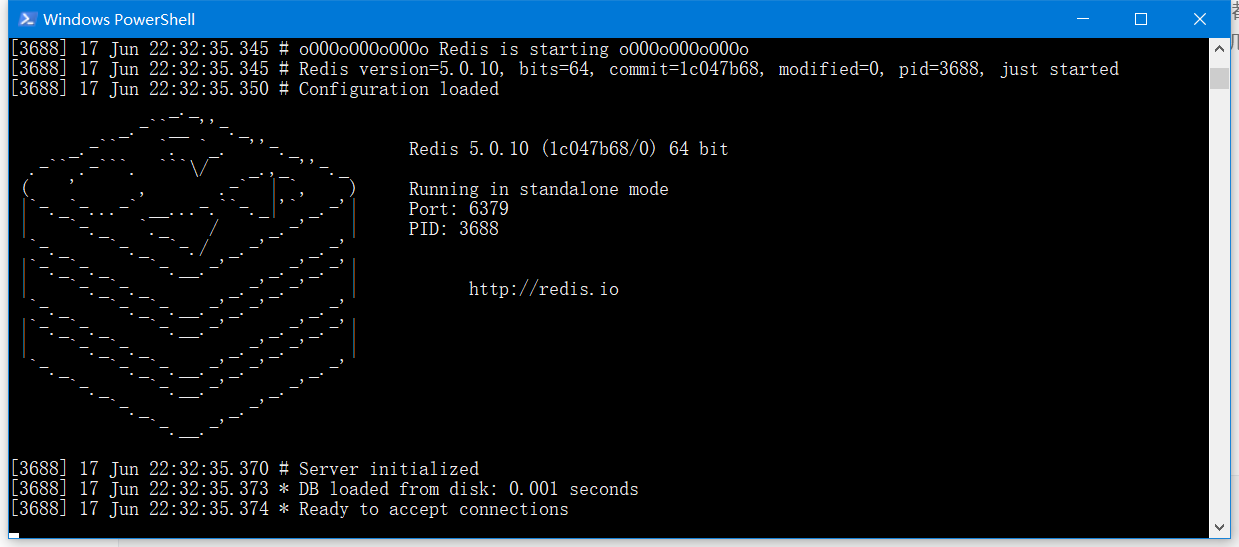 Windows PowerShell
[3688] 17 Jun 22:32:35.345 # oO0OoO0OoO0Oo Redis is starting oO0OoO0OoO0Oo
[3688] 17 Jun 22:32:35.345 # Redis version=5.0.10, bits=64, commit=1c047b68, modified=0, pid=3688, just started
[3688] 17 Jun 22:32:35.350 # Configuration loaded
Redis 5.0.10 (1c047b68/0) 64 bit
Running in standalone mode
Port: 6379
PID: 3688
http://redis.io
[3688] 17 Jun 22:32:35.370 # Server initialized
[3688] 17 Jun 22:32:35.373 * DB loaded from disk: 0.001 seconds
[3688] 17 Jun 22:32:35.374 * Ready to accept connections